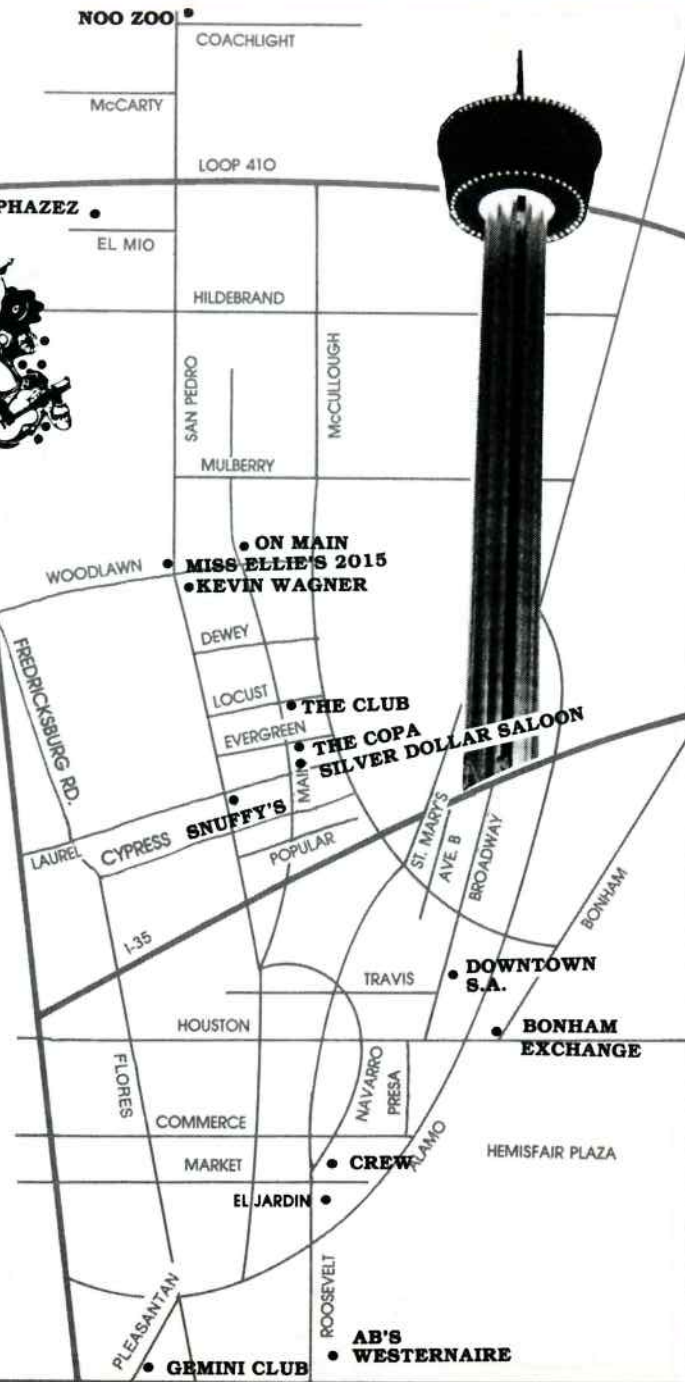 NOO ZOO
COACHLIGHT
McCARTY
LOOP 410
PHAZEZ
EL MIO
HILDEBRAND
SAN PEDRO
McCULLOUGH
MULBERRY
ON MAIN
WOODLAWN
MISS ELLIE'S 2015
KEVIN WAGNER
DEWEY
FREDRICKSBURG RD.
LOCUST
THE CLUB
EVERGREEN
THE COPA
SILVER DOLLAR SALOON
MAIN
SNUFFY'S
LAUREL
CYPRESS
POPULAR
ST. MARY'S
AVE. B
BROADWAY
BONHAM
I-35
TRAVIS
DOWNTOWN
S.A.
HOUSTON
BONHAM
EXCHANGE
FLORES
NAVARRO
PRESA
COMMERCE
ALAMO
HEMISFAIR PLAZA
MARKET
CREW
EL JARDIN
ROOSEVELT
PLEASANTAN
AB'S
WESTERNAIRE
GEMINI CLUB